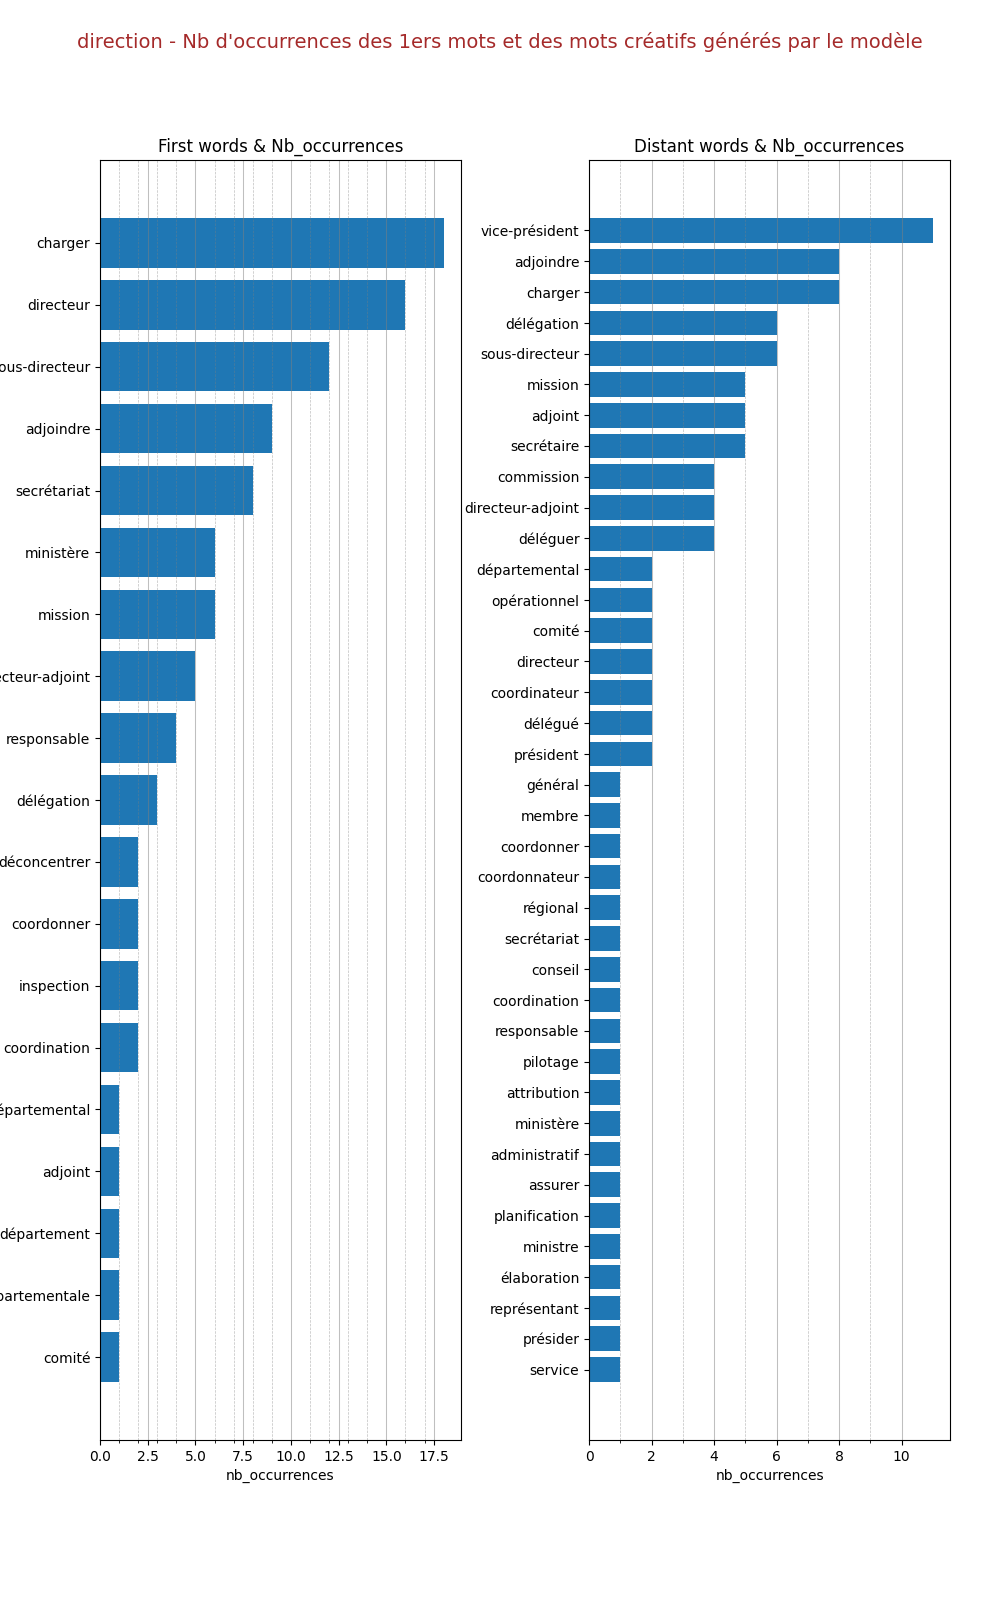 direction - Nb d'occurrences des 1ers mots et des mots créatifs générés par le modèle
First words & Nb_occurrences
charger
directeur
ous-directeur
adjoindre
secrétariat
ministère
mission
cteur-adjoint
responsable
délégation
déconcentrer
coordonner
inspection
coordination
épartemental
adjoint
département
partementale
comité
0.0 2.5 5.0 7.5 10.0 12.5 15.0 17.5
nb_occurrences
Distant words & Nb_occurrences
vice-président
adjoindre
charger
délégation
sous-directeur
mission
adjoint
secrétaire
commission
directeur-adjoint
déléguer
départemental
opérationnel
comité
directeur
coordinateur
délégué
président
général
membre
coordonner
coordonnateur
régional
secrétariat
conseil
coordination
responsable
pilotage
attribution
ministère
administratif
assurer
planification
ministre
élaboration
représentant
présider
service
0 2 4 6 8 10
nb_occurrences